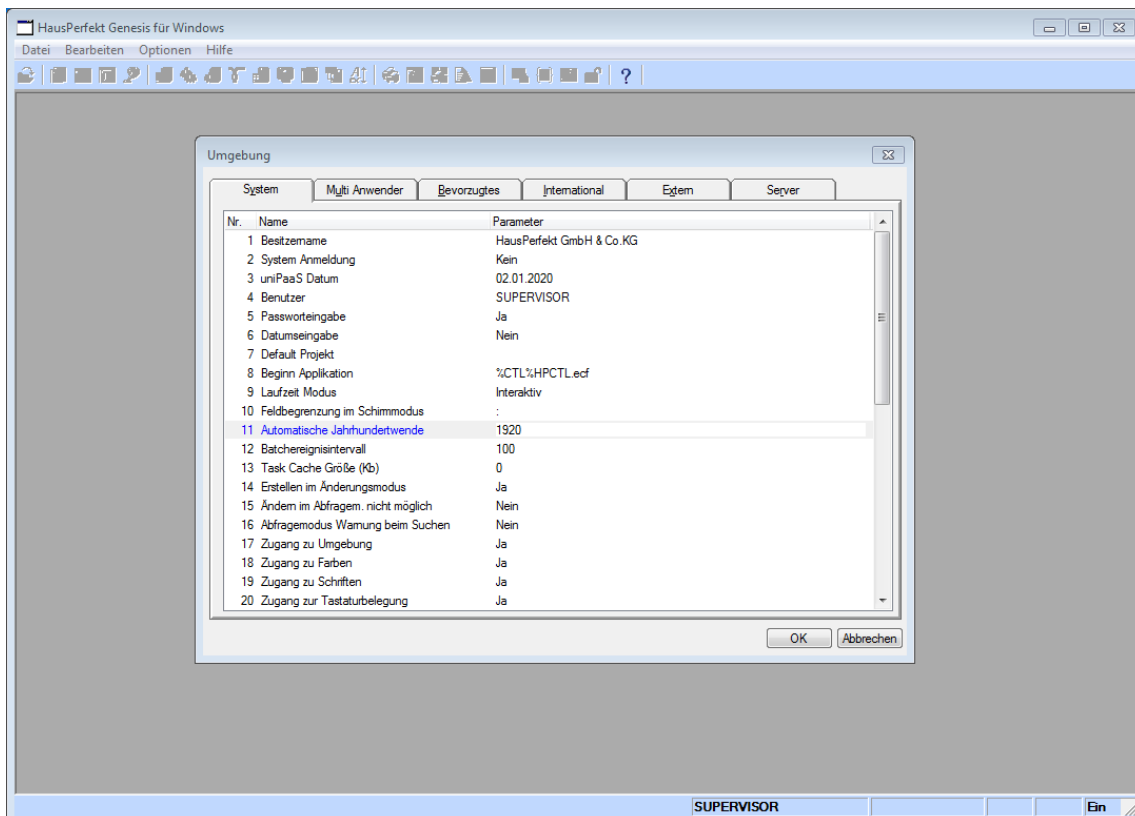 HausPerfekt Genesis für Windows
Datei Bearbeiten Optionen Hilfe
?
Umgebung
System Multi Anwender Bevorzugtes International Extern Server
Nr. Name Parameter
1 Besitzername HausPerfekt GmbH & Co.KG
2 System Anmeldung Kein
3 uniPaaS Datum 02.01.2020
4 Benutzer SUPERVISOR
5 Passworteingabe Ja
6 Datumseingabe Nein
7 Default Projekt
8 Beginn Applikation %CTL%HPCTL.ecf
9 Laufzeit Modus Interaktiv
10 Feldbegrenzung im Schirmmodus :
11 Automatische Jahrhundertwende 1920
12 Batchereignisintervall 100
13 Task Cache Größe (Kb) 0
14 Erstellen im Änderungsmodus Ja
15 Ändern im Abfragem. nicht möglich Nein
16 Abfragemodus Warnung beim Suchen Nein
17 Zugang zu Umgebung Ja
18 Zugang zu Farben Ja
19 Zugang zu Schriften Ja
20 Zugang zur Tastaturbelegung Ja
OK Abbrechen
SUPERVISOR Ein